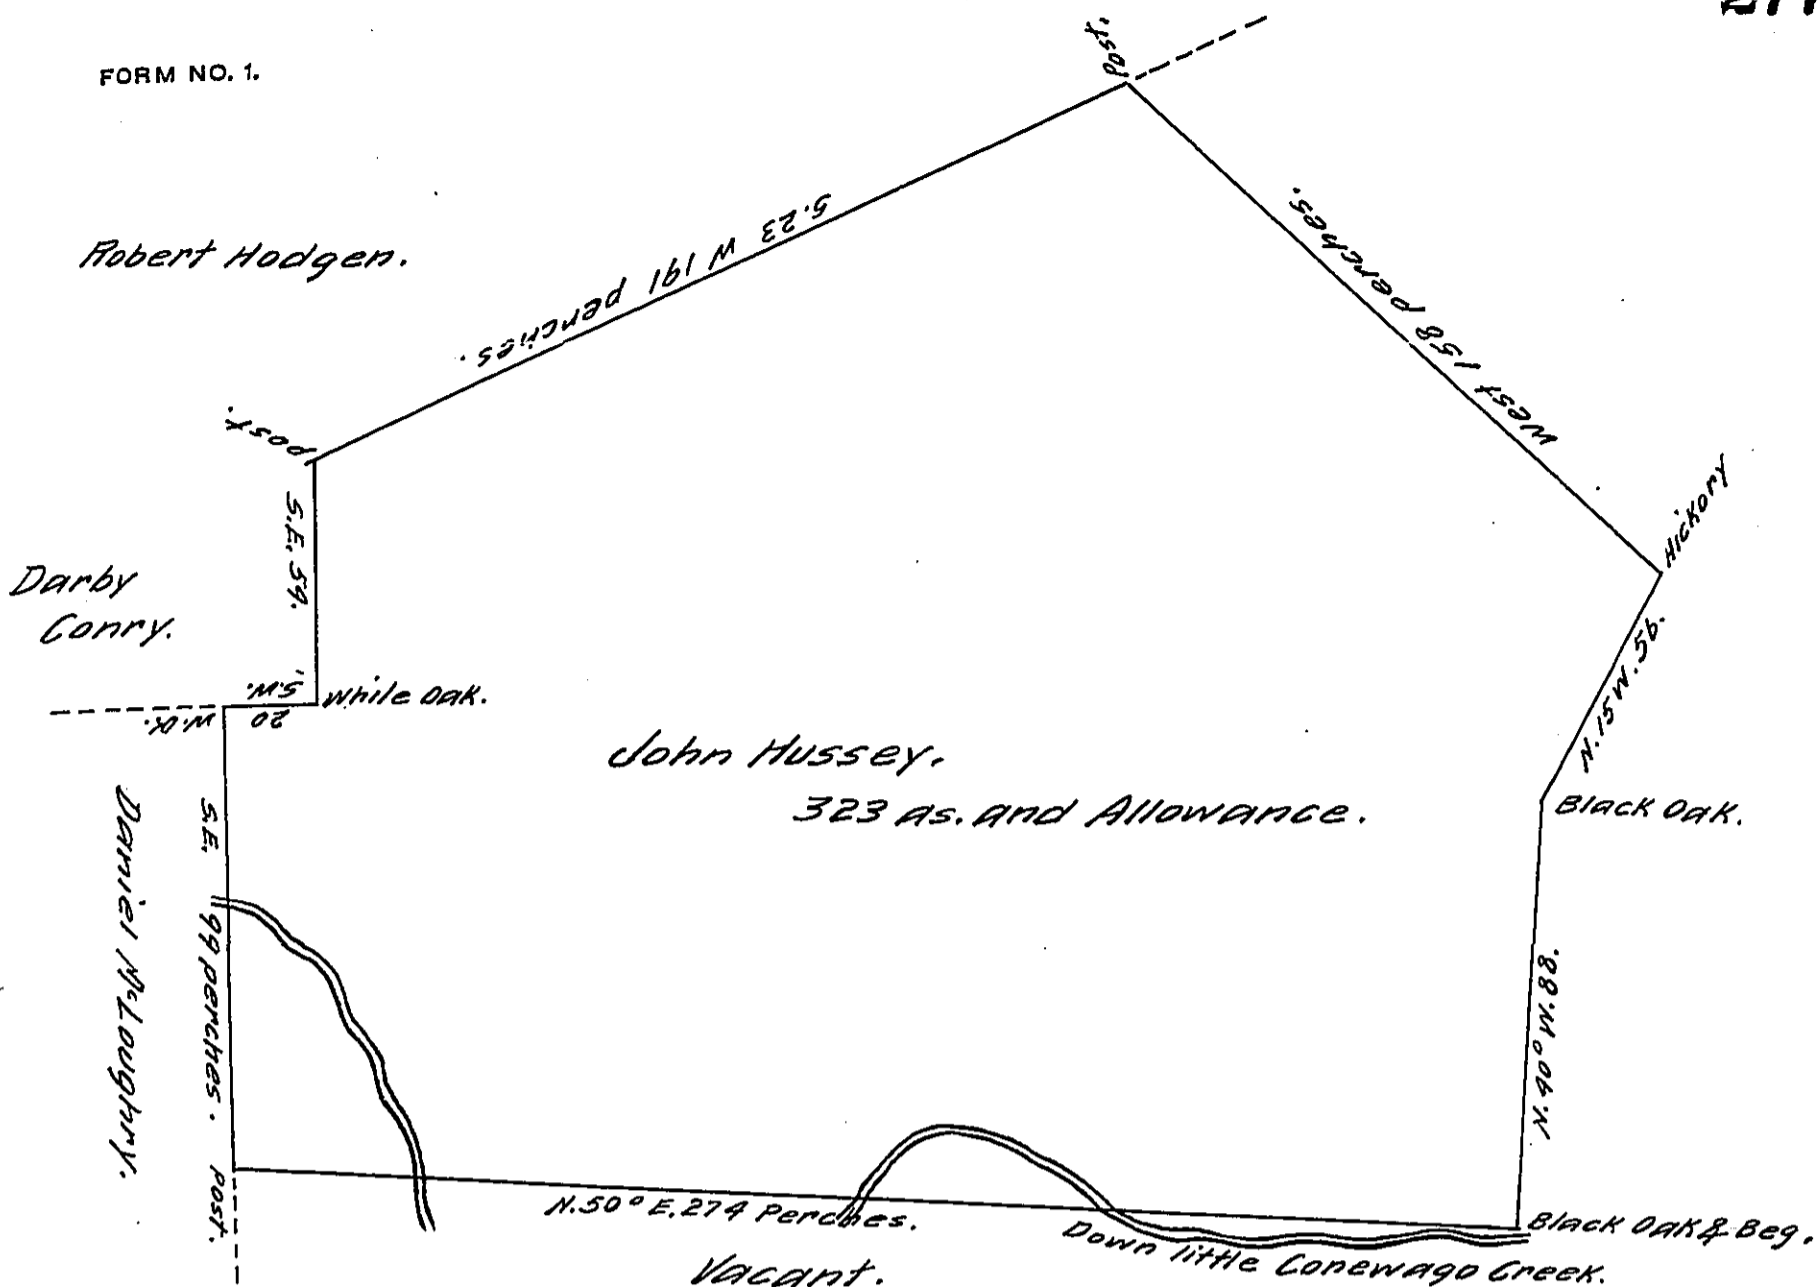 FORM NO. 1.
Post.
Robert Hodgen.
S.23 W 191 perches.
West 158 perches.
post.
Hickory
S.E. 59.
Darby
Conry.
N.15 W. 56.
S.W.
20
While Oak.
W.O.
John Hussey.
323 as. and Allowance.
Black Oak.
S.E. 99 perches.
Daniel McLoughry.
N. 40° W. 88.
Post.
N. 50° E. 274 Perches.
Black Oak & Beg.
Down little Conewago Creek.
Vacant.